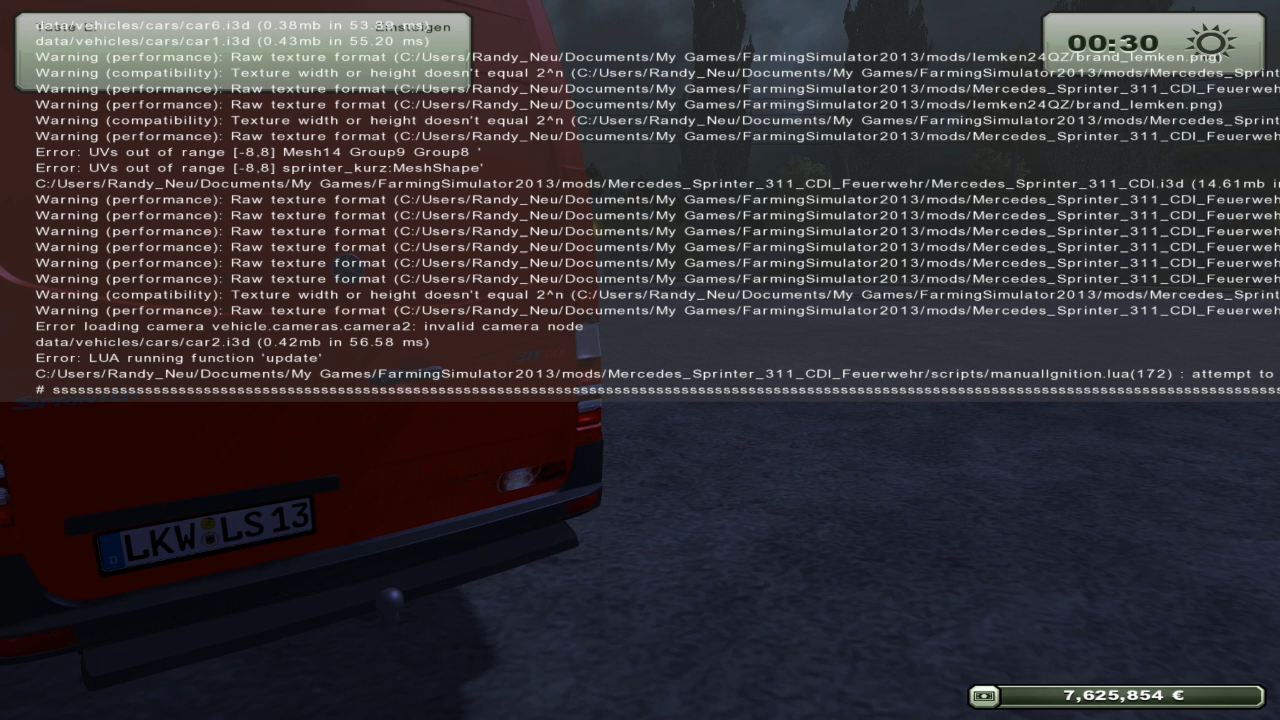 data/vehicles/cars/car6.i3d (0.38mb in 53.89 ms)
Einsteigen
data/vehicles/cars/car1.i3d (0.43mb in 55.20 ms)
00:30
Warning (performance): Raw texture format (C:/Users/Randy_Neu/Documents/My Games/FarmingSimulator2013/mods/lemken24QZ/brand_lemken.png)
Warning (compatibility): Texture width or height doesn't equal 2^n (C:/Users/Randy_Neu/Documents/My Games/FarmingSimulator2013/mods/Mercedes_Sprint
Warning (performance): Raw texture format (C:/Users/Randy_Neu/Documents/My Games/FarmingSimulator2013/mods/Mercedes_Sprinter_311_CDI_Feuerweh
Warning (performance): Raw texture format (C:/Users/Randy_Neu/Documents/My Games/FarmingSimulator2013/mods/lemken24QZ/brand_lemken.png)
Warning (compatibility): Texture width or height doesn't equal 2^n (C:/Users/Randy_Neu/Documents/My Games/FarmingSimulator2013/mods/Mercedes_Sprint
Warning (performance): Raw texture format (C:/Users/Randy_Neu/Documents/My Games/FarmingSimulator2013/mods/Mercedes_Sprinter_311_CDI_Feuerweh
Error: UVs out of range [-8,8] Mesh14 Group9 Group8 '
Error: UVs out of range [-8,8] sprinter_kurz:MeshShape'
C:/Users/Randy_Neu/Documents/My Games/FarmingSimulator2013/mods/Mercedes_Sprinter_311_CDI_Feuerwehr/Mercedes_Sprinter_311_CDI.i3d (14.61mb in
Warning (performance): Raw texture format (C:/Users/Randy_Neu/Documents/My Games/FarmingSimulator2013/mods/Mercedes_Sprinter_311_CDI_Feuerweh
Warning (performance): Raw texture format (C:/Users/Randy_Neu/Documents/My Games/FarmingSimulator2013/mods/Mercedes_Sprinter_311_CDI_Feuerweh
Warning (performance): Raw texture format (C:/Users/Randy_Neu/Documents/My Games/FarmingSimulator2013/mods/Mercedes_Sprinter_311_CDI_Feuerweh
Warning (performance): Raw texture format (C:/Users/Randy_Neu/Documents/My Games/FarmingSimulator2013/mods/Mercedes_Sprinter_311_CDI_Feuerweh
Warning (performance): Raw texture format (C:/Users/Randy_Neu/Documents/My Games/FarmingSimulator2013/mods/Mercedes_Sprinter_311_CDI_Feuerweh
Warning (performance): Raw texture format (C:/Users/Randy_Neu/Documents/My Games/FarmingSimulator2013/mods/Mercedes_Sprinter_311_CDI_Feuerweh
Warning (compatibility): Texture width or height doesn't equal 2^n (C:/Users/Randy_Neu/Documents/My Games/FarmingSimulator2013/mods/Mercedes_Sprint
Warning (performance): Raw texture format (C:/Users/Randy_Neu/Documents/My Games/FarmingSimulator2013/mods/Mercedes_Sprinter_311_CDI_Feuerweh
Error loading camera vehicle.cameras.camera2: invalid camera node
data/vehicles/cars/car2.i3d (0.42mb in 56.58 ms)
Error: LUA running function 'update'
C:/Users/Randy_Neu/Documents/My Games/FarmingSimulator2013/mods/Mercedes_Sprinter_311_CDI_Feuerwehr/scripts/manualIgnition.lua(172) : attempt to
# ssssssssssssssssssssssssssssssssssssssssssssssssssssssssssssssssssssssssssssssssssssssssssssssssssssssssssssssssssssssssssssssssssssssssssssssss
LKW LS 13
7,625,854 €